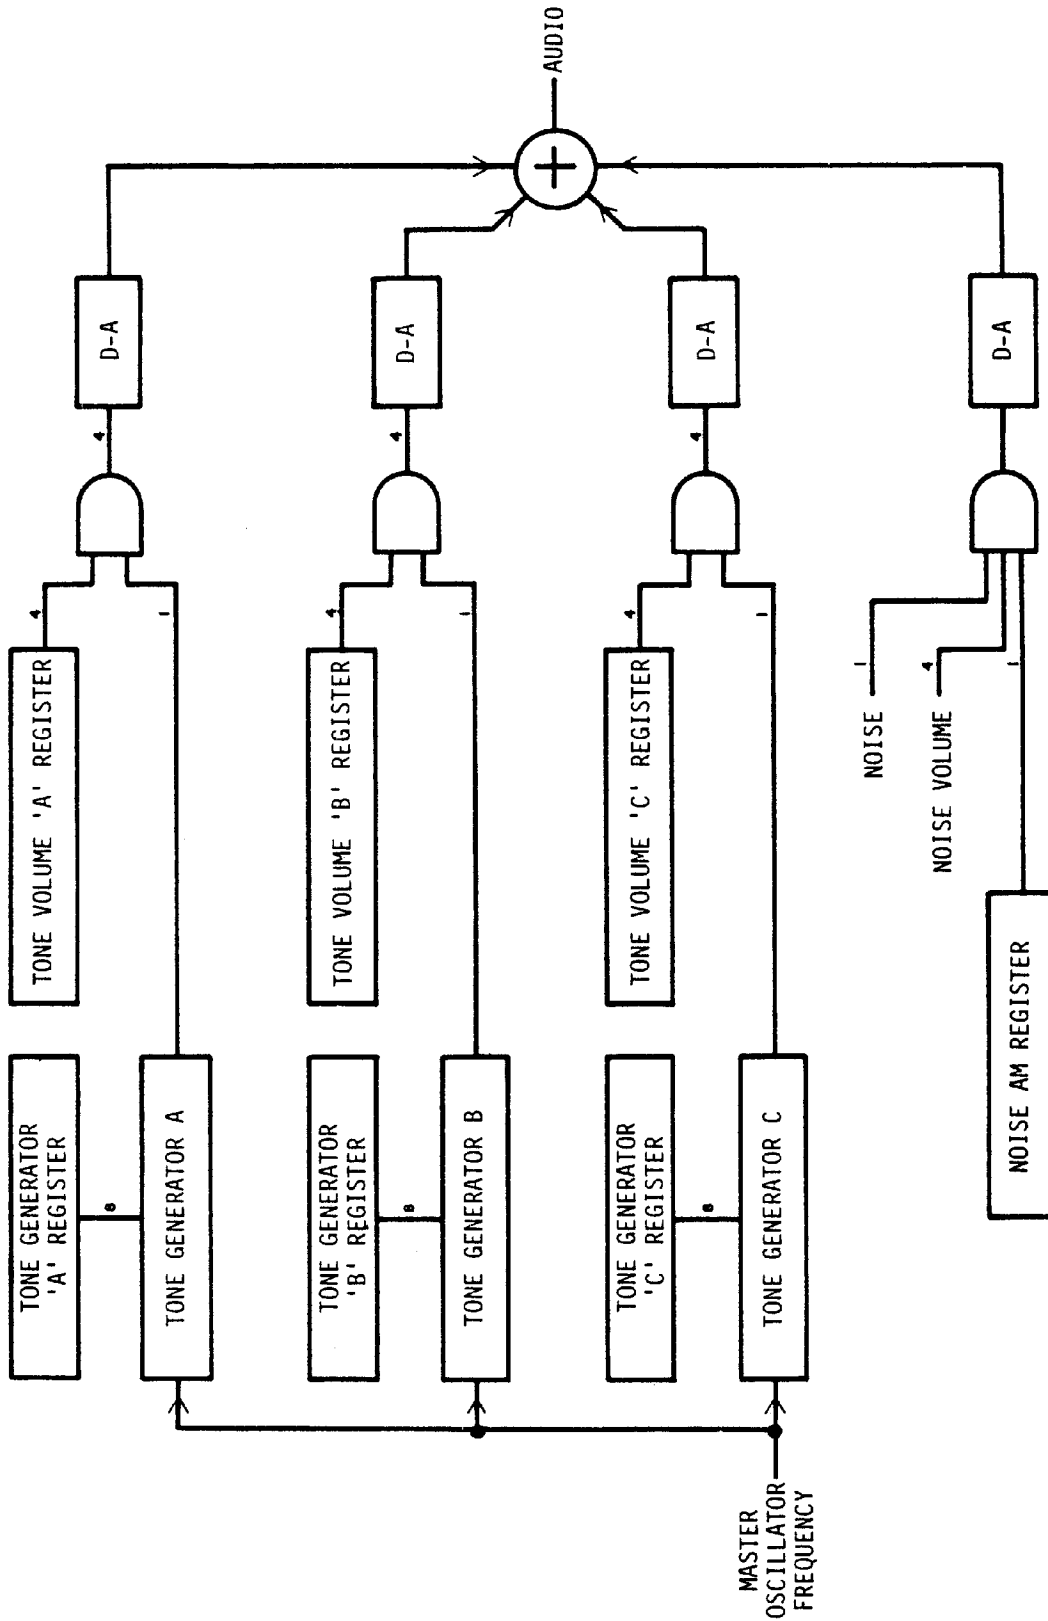 TONE GENERATOR
'A' REGISTER
8
TONE GENERATOR A
TONE VOLUME 'A' REGISTER
4
1
4
D-A
TONE GENERATOR
'B' REGISTER
8
TONE GENERATOR B
TONE VOLUME 'B' REGISTER
4
1
4
D-A
AUDIO
TONE GENERATOR
'C' REGISTER
8
TONE GENERATOR C
TONE VOLUME 'C' REGISTER
4
1
4
D-A
MASTER
OSCILLATOR
FREQUENCY
NOISE
1
NOISE VOLUME
4
NOISE AM REGISTER
1
D-A
+